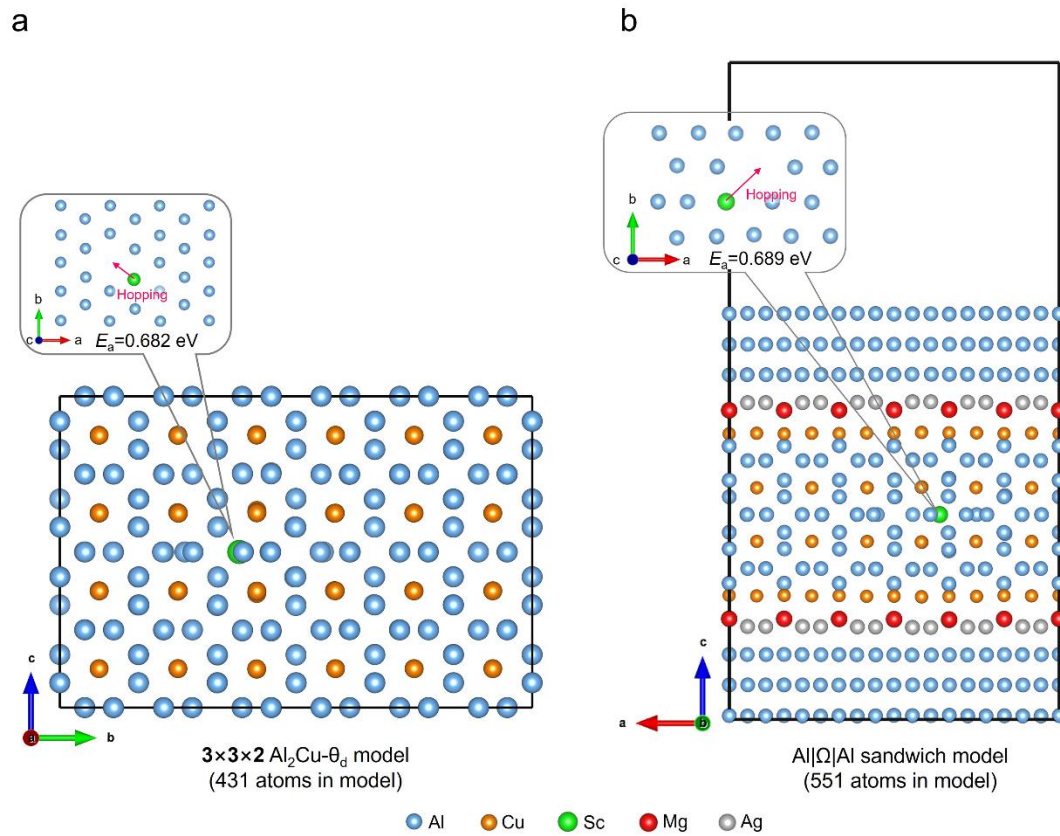 a
b
Hopping
b
c
a
Eₐ=0.682 eV
Hopping
b
c
a
Eₐ=0.689 eV
c
a
b
3×3×2 Al₂Cu-θd model
(431 atoms in model)
c
a
b
Al|Ω|Al sandwich model
(551 atoms in model)
Al
Cu
Sc
Mg
Ag